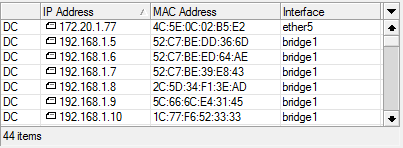 IP Address MAC Address Interface
DC 172.20.1.77 4C:5E:0C:02:B5:E2 ether5
DC 192.168.1.5 52:C7:BE:DD:36:6D bridge1
DC 192.168.1.6 52:C7:BE:ED:64:AE bridge1
DC 192.168.1.7 52:C7:BE:39:E8:43 bridge1
DC 192.168.1.8 2C:5D:34:F1:3E:AD bridge1
DC 192.168.1.9 5C:66:6C:E4:31:45 bridge1
DC 192.168.1.10 1C:77:F6:52:33:33 bridge1
44 items